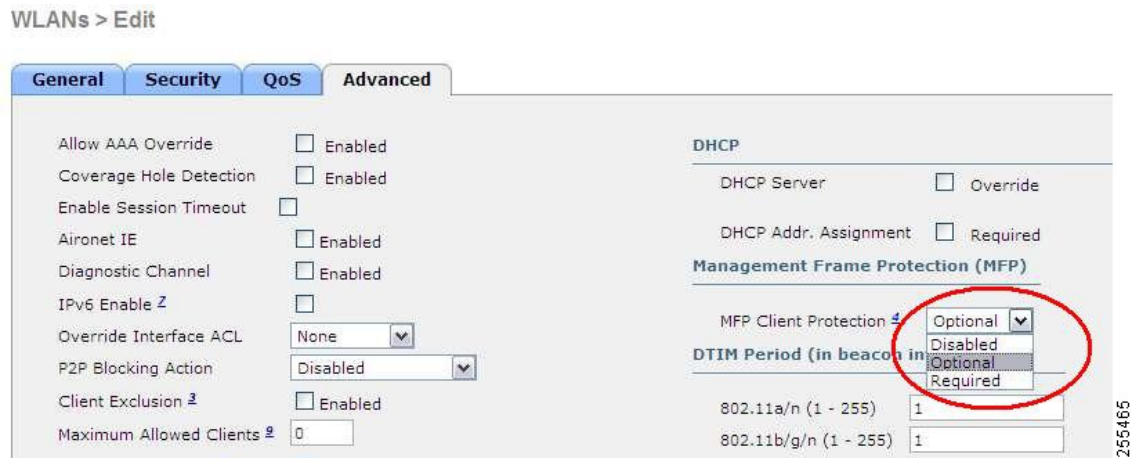 WLANs > Edit
General Security QoS Advanced
Allow AAA Override Enabled
Coverage Hole Detection Enabled
Enable Session Timeout
Aironet IE Enabled
Diagnostic Channel Enabled
IPv6 Enable 7
Override Interface ACL None
P2P Blocking Action Disabled
Client Exclusion 3 Enabled
Maximum Allowed Clients 9 0
DHCP
DHCP Server Override
DHCP Addr. Assignment Required
Management Frame Protection (MFP)
MFP Client Protection 4 Optional
Disabled
Optional
Required
DTIM Period (in beacon in
802.11a/n (1 - 255) 1
802.11b/g/n (1 - 255) 1
255465